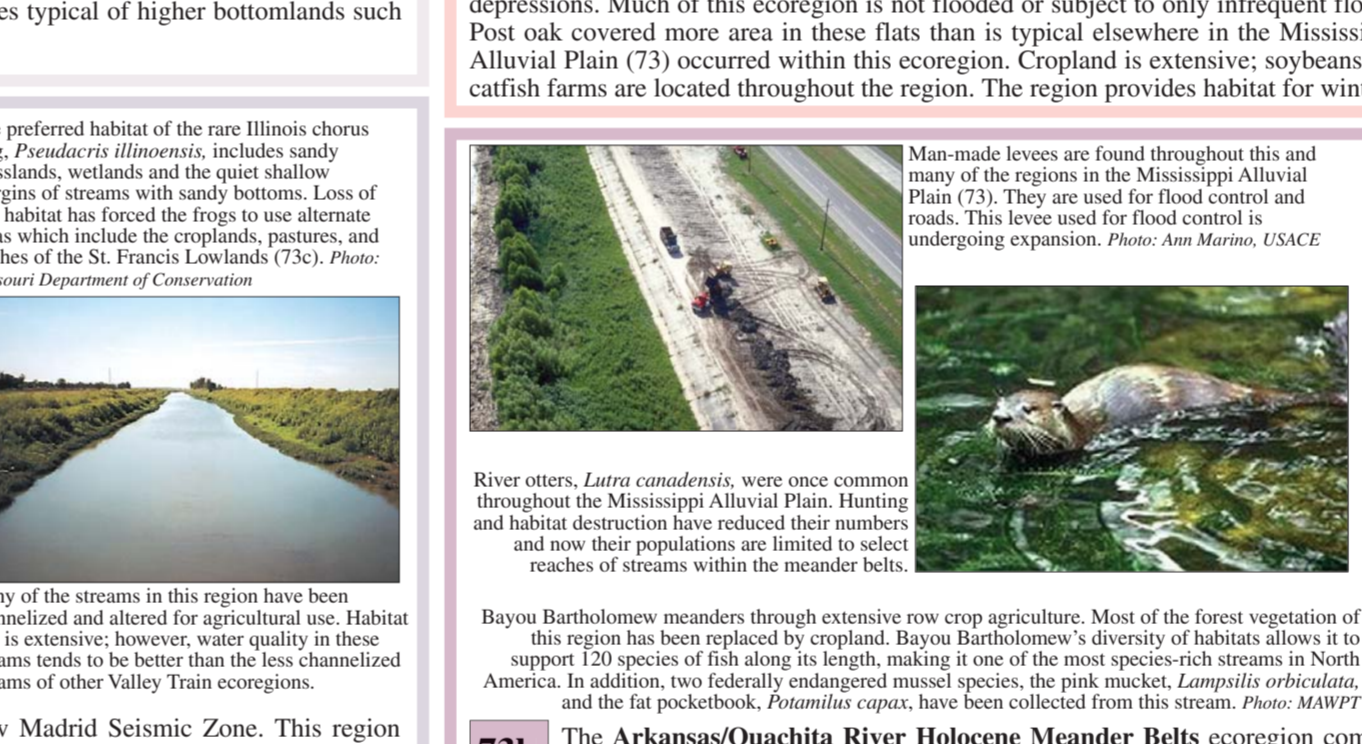 es typical of higher bottomlands such
preferred habitat of the rare Illinois chorus
Pseudacris illinoensis, includes sandy
sslands, wetlands and the quiet shallow
rgins of streams with sandy bottoms. Loss of
habitat has forced the frogs to use alternate
as which include the croplands, pastures, and
hes of the St. Francis Lowlands (73c). Photo:
souri Department of Conservation
ny of the streams in this region have been
nnelized and altered for agricultural use. Habitat
is extensive; however, water quality in these
ams tends to be better than the less channelized
ams of other Valley Train ecoregions.
w Madrid Seismic Zone. This region
depressions. Much of this ecoregion is not flooded or subject to only infrequent flo
Post oak covered more area in these flats than is typical elsewhere in the Mississi
Alluvial Plain (73) occurred within this ecoregion. Cropland is extensive; soybeans
catfish farms are located throughout the region. The region provides habitat for win
Man-made levees are found throughout this and
many of the regions in the Mississippi Alluvial
Plain (73). They are used for flood control and
roads. This levee used for flood control is
undergoing expansion. Photo: Ann Marino, USACE
River otters, Lutra canadensis, were once common
throughout the Mississippi Alluvial Plain. Hunting
and habitat destruction have reduced their numbers
and now their populations are limited to select
reaches of streams within the meander belts.
Bayou Bartholomew meanders through extensive row crop agriculture. Most of the forest vegetation of
this region has been replaced by cropland. Bayou Bartholomew's diversity of habitats allows it to
support 120 species of fish along its length, making it one of the most species-rich streams in North
America. In addition, two federally endangered mussel species, the pink mucket, Lampsilis orbiculata,
and the fat pocketbook, Potamilus capax, have been collected from this stream. Photo: MAWPT
The Arkansas/Ouachita River Holocene Meander Belts ecoregion con